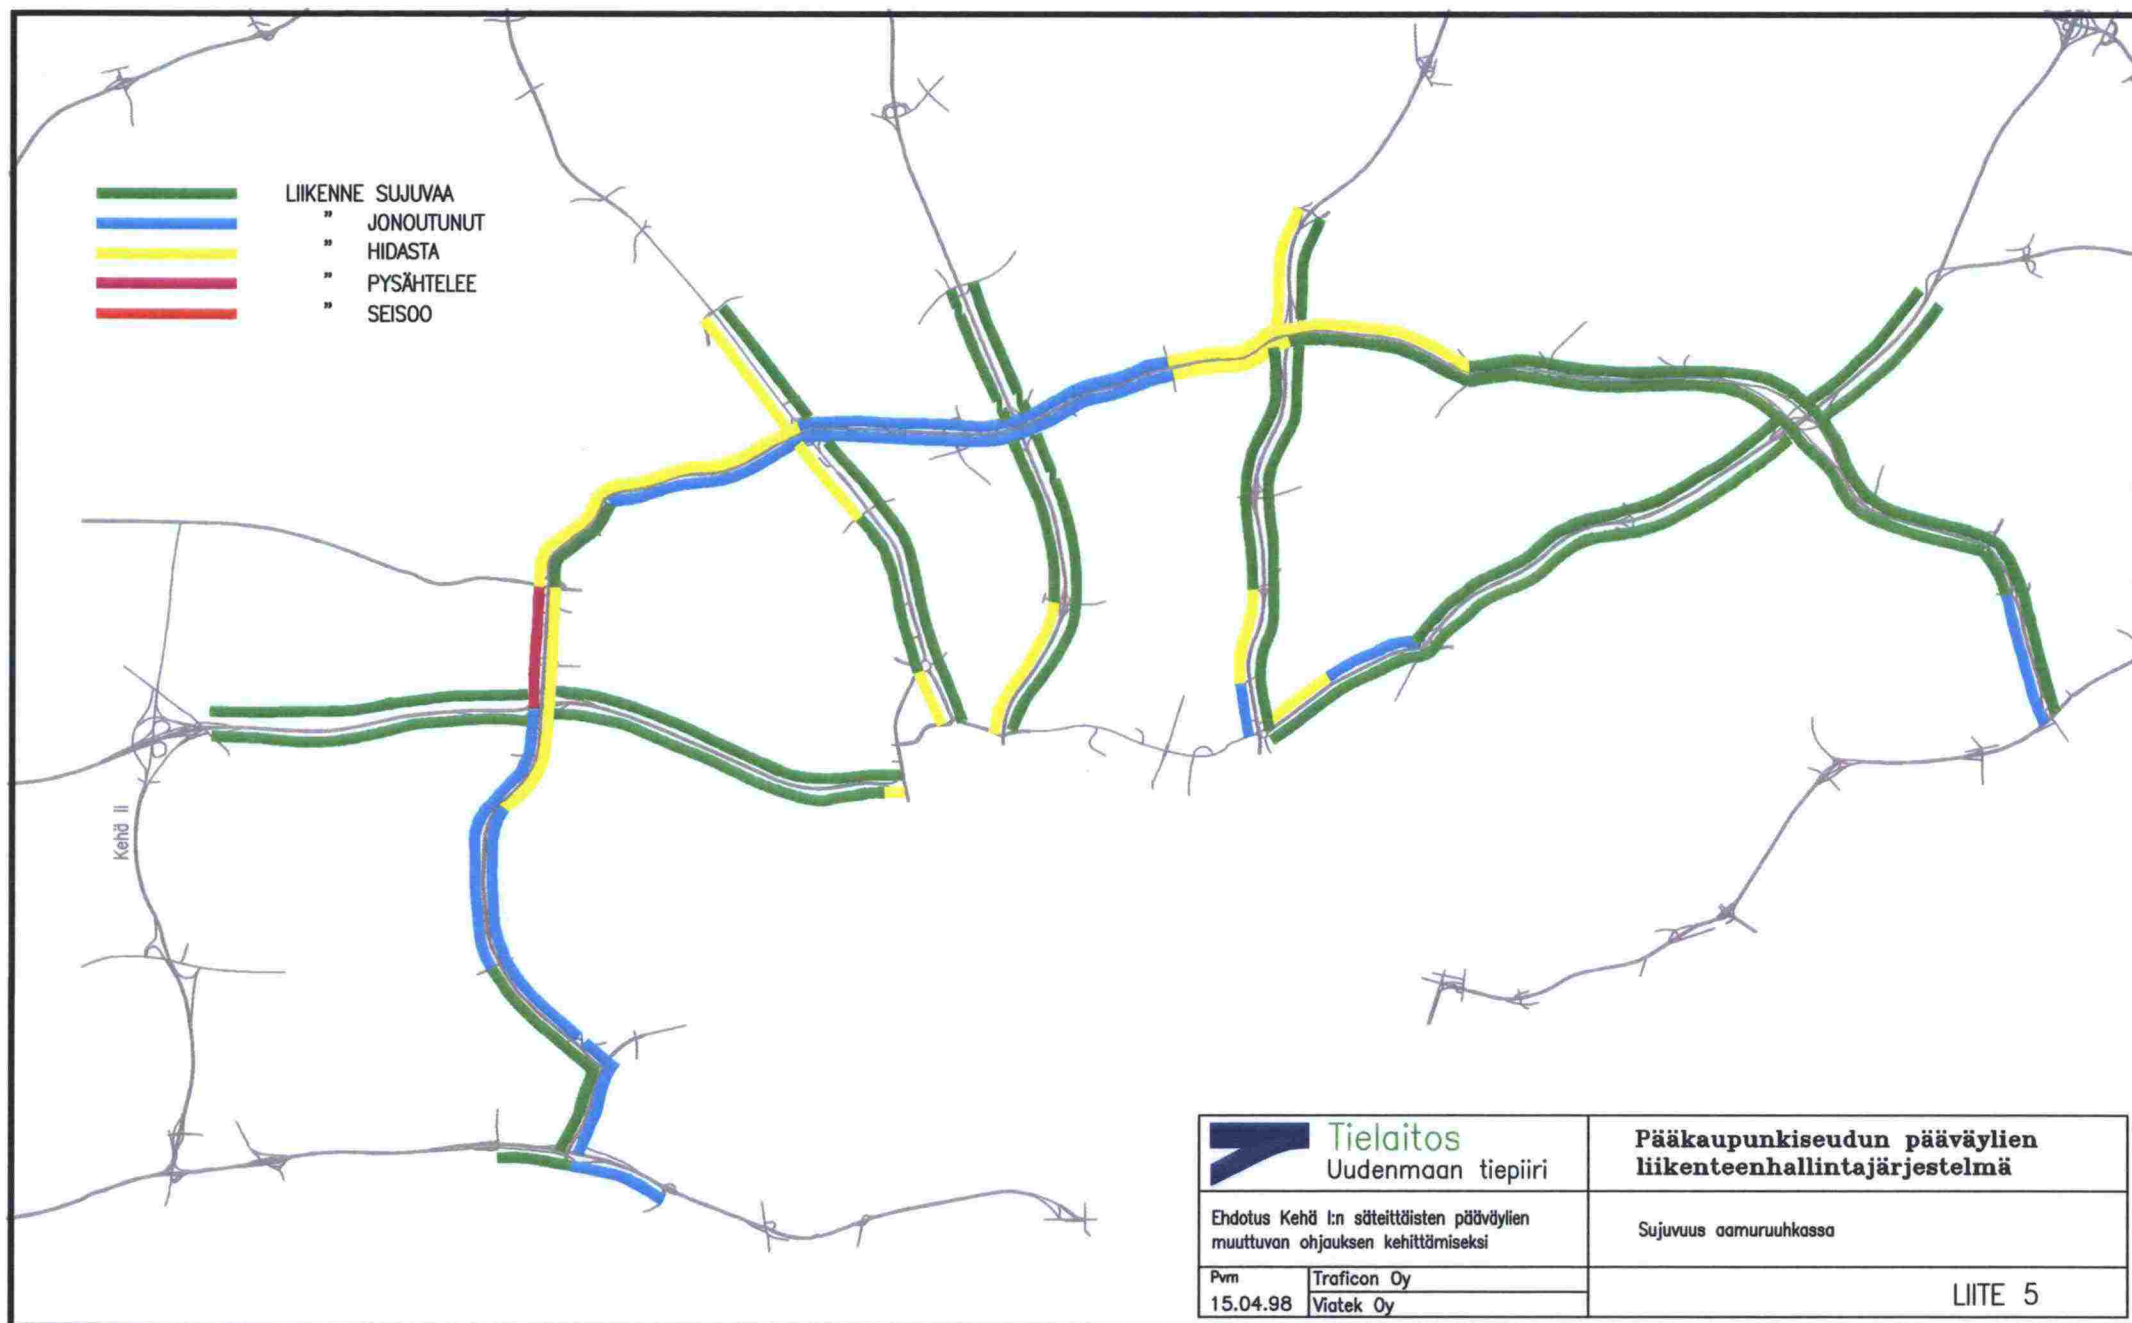 LIIKENNE SUJUVAA
" JONOUTUNUT
" HIDASTA
" PYSÄHTELEE
" SEISOO
Kehä II
Tielaitos
Uudenmaan tiepiiri
Pääkaupunkiseudun pääväylien
liikenteenhallintajärjestelmä
Ehdotus Kehä I:n säteittäisten pääväylien
muuttuvan ohjauksen kehittämiseksi
Sujuvuus aamuruuhkassa
Pvm
15.04.98
Traficon Oy
Viatek Oy
LIITE 5